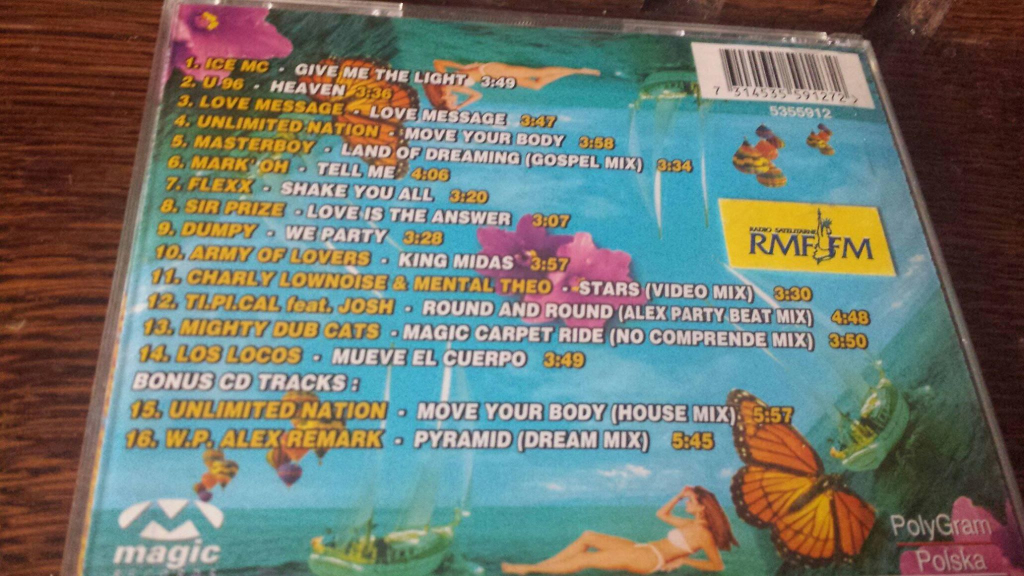 1. ICE MC - GIVE ME THE LIGHT 3:49
2. U 96 - HEAVEN 3:36
3. LOVE MESSAGE - LOVE MESSAGE 3:47
4. UNLIMITED NATION - MOVE YOUR BODY 3:58
5. MASTERBOY - LAND OF DREAMING (GOSPEL MIX) 3:34
6. MARK' OH - TELL ME 4:06
7. FLEXX - SHAKE YOU ALL 3:20
8. SIR PRIZE - LOVE IS THE ANSWER 3:07
9. DUMPY - WE PARTY 3:28
10. ARMY OF LOVERS - KING MIDAS 3:57
11. CHARLY LOWNOISE & MENTAL THEO - STARS (VIDEO MIX) 3:30
12. TI.PI.CAL feat. JOSH - ROUND AND ROUND (ALEX PARTY BEAT MIX) 4:48
13. MIGHTY DUB CATS - MAGIC CARPET RIDE (NO COMPRENDE MIX) 3:50
14. LOS LOCOS - MUEVE EL CUERPO 3:49
BONUS CD TRACKS :
15. UNLIMITED NATION - MOVE YOUR BODY (HOUSE MIX) 5:57
16. W.P. ALEX REMARK - PYRAMID (DREAM MIX) 5:45
7 314535 591272
5355912
RADIO SATELITARNE
RMF FM
magic
RECORDS
PolyGram
Polska